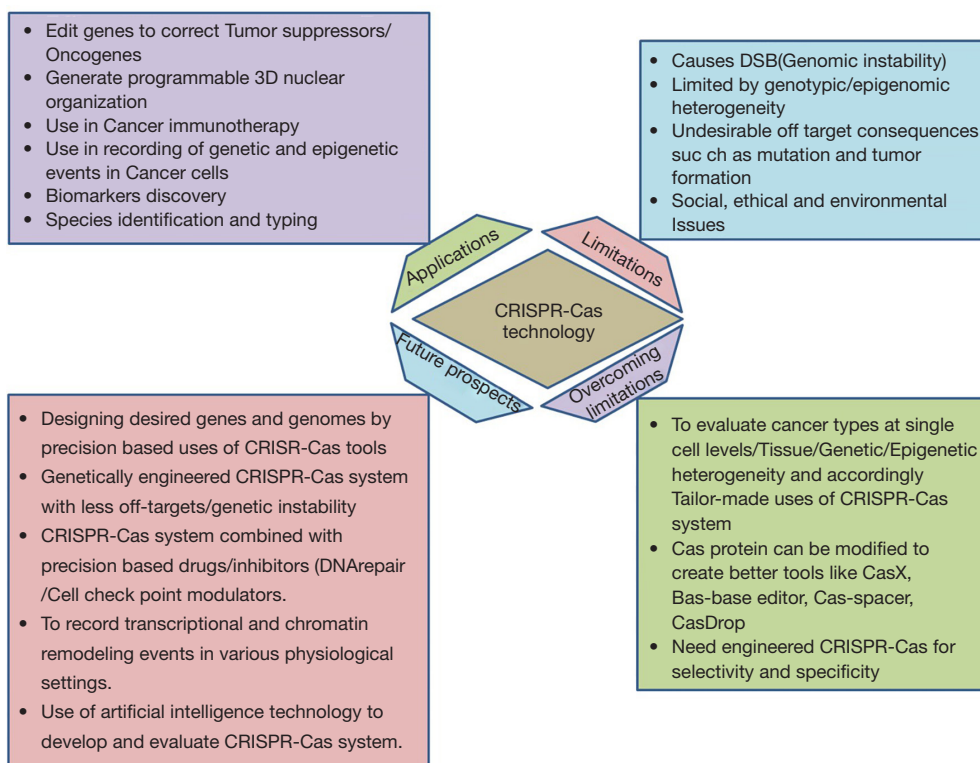 • Edit genes to correct Tumor suppressors/
Oncogenes
• Generate programmable 3D nuclear
organization
• Use in Cancer immunotherapy
• Use in recording of genetic and epigenetic
events in Cancer cells
• Biomarkers discovery
• Species identification and typing
• Causes DSB(Genomic instability)
• Limited by genotypic/epigenomic
heterogeneity
• Undesirable off target consequences
suc ch as mutation and tumor
formation
• Social, ethical and environmental
Issues
Applications
Limitations
CRISPR-Cas
technology
Future prospects
Overcoming
limitations
• Designing desired genes and genomes by
precision based uses of CRISR-Cas tools
• Genetically engineered CRISPR-Cas system
with less off-targets/genetic instability
• CRISPR-Cas system combined with
precision based drugs/inhibitors (DNArepair
/Cell check point modulators.
• To record transcriptional and chromatin
remodeling events in various physiological
settings.
• Use of artificial intelligence technology to
develop and evaluate CRISPR-Cas system.
• To evaluate cancer types at single
cell levels/Tissue/Genetic/Epigenetic
heterogeneity and accordingly
Tailor-made uses of CRISPR-Cas
system
• Cas protein can be modified to
create better tools like CasX,
Bas-base editor, Cas-spacer,
CasDrop
• Need engineered CRISPR-Cas for
selectivity and specificity